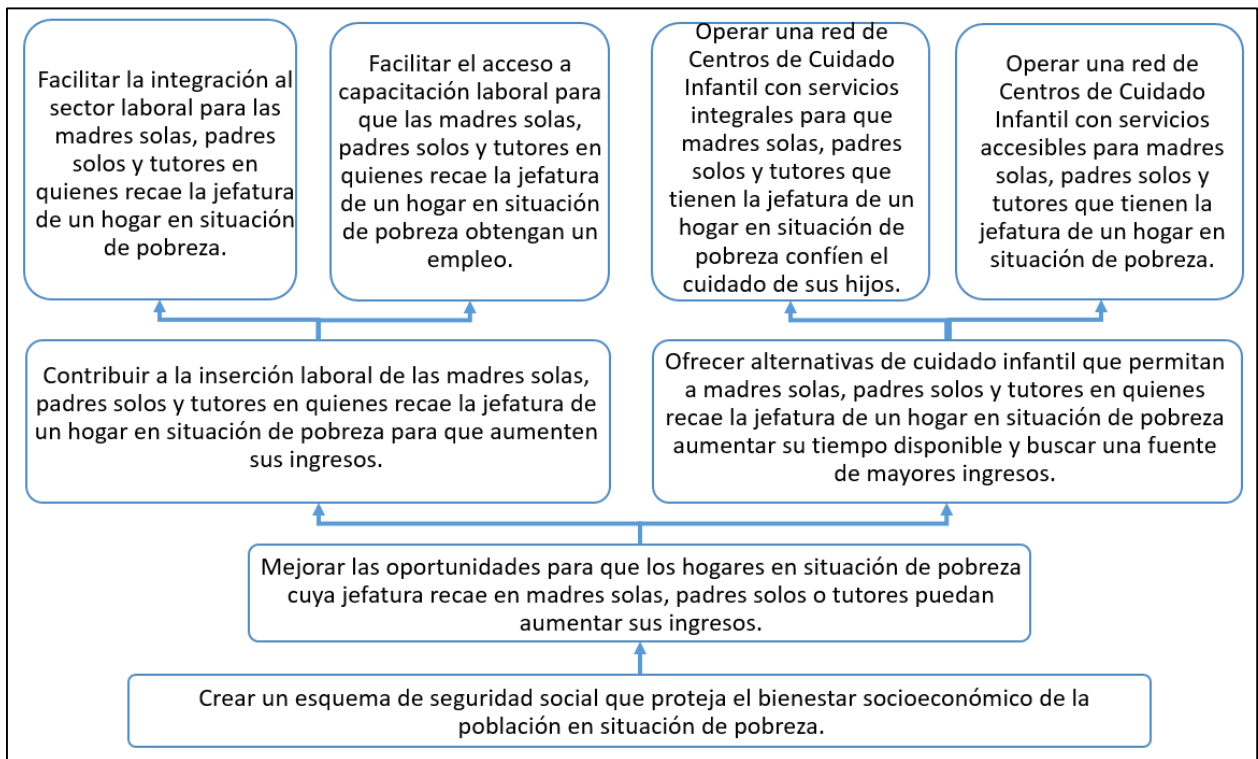 Facilitar la integración al
sector laboral para las
madres solas, padres
solos y tutores en
quienes recae la jefatura
de un hogar en situación
de pobreza.
Facilitar el acceso a
capacitación laboral para
que las madres solas,
padres solos y tutores en
quienes recae la jefatura
de un hogar en situación
de pobreza obtengan un
empleo.
Operar una red de
Centros de Cuidado
Infantil con servicios
integrales para que
madres solas, padres
solos y tutores que
tienen la jefatura de un
hogar en situación de
pobreza confíen el
cuidado de sus hijos.
Operar una red de
Centros de Cuidado
Infantil con servicios
accesibles para madres
solas, padres solos y
tutores que tienen la
jefatura de un hogar en
situación de pobreza.
Contribuir a la inserción laboral de las madres solas,
padres solos y tutores en quienes recae la jefatura de
un hogar en situación de pobreza para que aumenten
sus ingresos.
Ofrecer alternativas de cuidado infantil que permitan
a madres solas, padres solos y tutores en quienes
recae la jefatura de un hogar en situación de pobreza
aumentar su tiempo disponible y buscar una fuente
de mayores ingresos.
Mejorar las oportunidades para que los hogares en situación de pobreza
cuya jefatura recae en madres solas, padres solos o tutores puedan
aumentar sus ingresos.
Crear un esquema de seguridad social que proteja el bienestar socioeconómico de la
población en situación de pobreza.